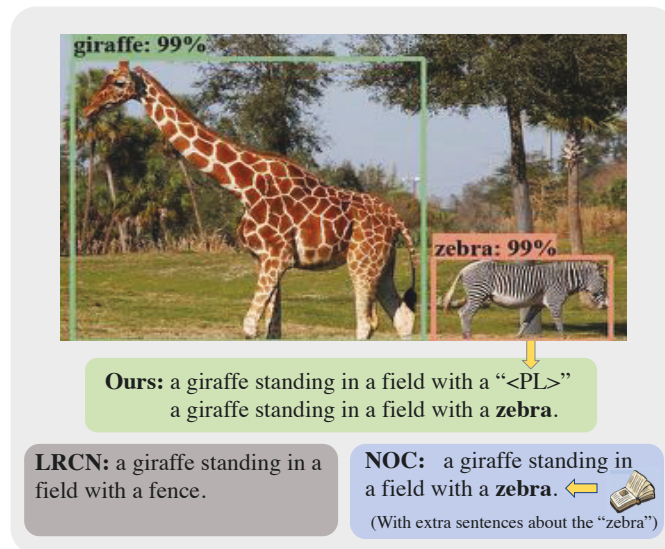 giraffe: 99%
zebra: 99%
Ours: a giraffe standing in a field with a “<PL>”
a giraffe standing in a field with a zebra.
LRCN: a giraffe standing in a
field with a fence.
NOC: a giraffe standing in
a field with a zebra.
(With extra sentences about the “zebra”)